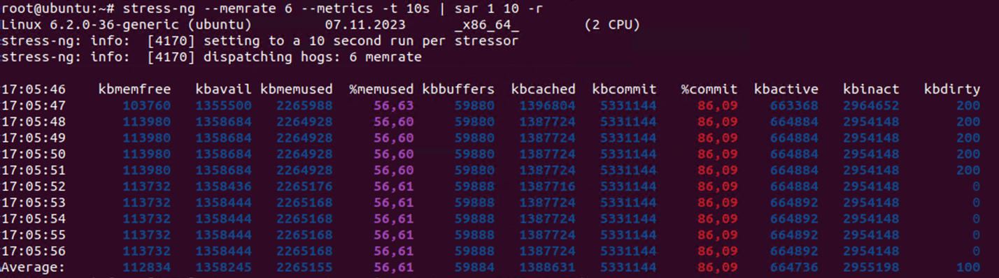 root@ubuntu:~# stress-ng --memrate 6 --metrics -t 10s | sar 1 10 -r
Linux 6.2.0-36-generic (ubuntu) 07.11.2023 _x86_64_ (2 CPU)
stress-ng: info: [4170] setting to a 10 second run per stressor
stress-ng: info: [4170] dispatching hogs: 6 memrate
17:05:46 kbmemfree kbavail kbmemused %memused kbbuffers kbcached kbcommit %commit kbactive kbinact kbdirty
17:05:47 103760 1355500 2265988 56,63 59880 1396804 5331144 86,09 663368 2964652 200
17:05:48 113980 1358684 2264928 56,60 59880 1387724 5331144 86,09 664884 2954148 200
17:05:49 113980 1358684 2264928 56,60 59880 1387724 5331144 86,09 664884 2954148 200
17:05:50 113980 1358684 2264928 56,60 59880 1387724 5331144 86,09 664884 2954148 200
17:05:51 113980 1358684 2264928 56,60 59880 1387724 5331144 86,09 664884 2954148 200
17:05:52 113732 1358436 2265176 56,61 59888 1387716 5331144 86,09 664884 2954148 0
17:05:53 113732 1358444 2265168 56,61 59888 1387724 5331144 86,09 664892 2954148 0
17:05:54 113732 1358444 2265168 56,61 59888 1387724 5331144 86,09 664892 2954148 0
17:05:55 113732 1358444 2265168 56,61 59888 1387724 5331144 86,09 664892 2954148 0
17:05:56 113732 1358444 2265168 56,61 59888 1387724 5331144 86,09 664892 2954148 0
Average: 112834 1358245 2265155 56,61 59884 1388631 5331144 86,09 664736 2955198 100